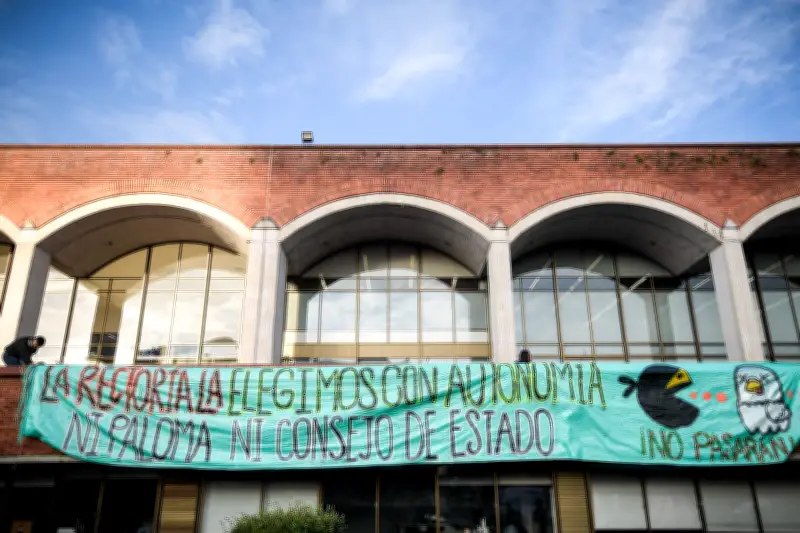 LA RECTORIA LA ELEGIMOS CON AUTONOMIA
NI PALOMA NI CONSEJO DE ESTADO
¡NO PASARAN!